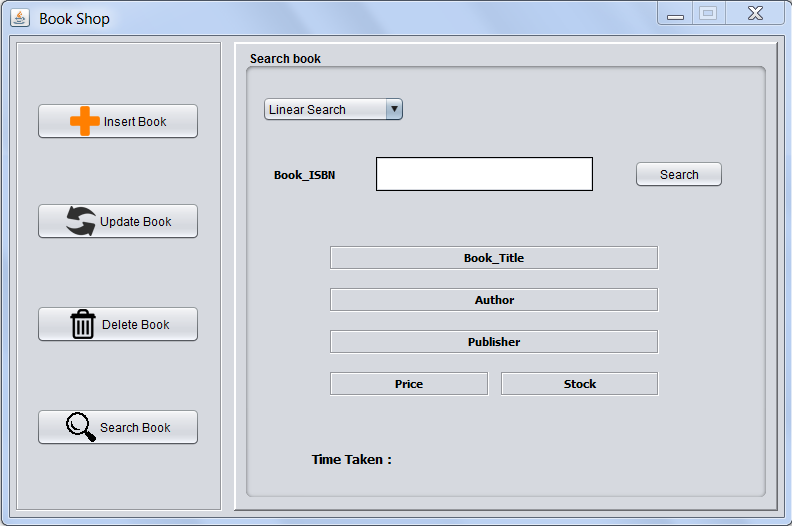 Book Shop
Insert Book
Update Book
Delete Book
Search Book
Search book
Linear Search
Book_ISBN
Search
Book_Title
Author
Publisher
Price Stock
Time Taken :